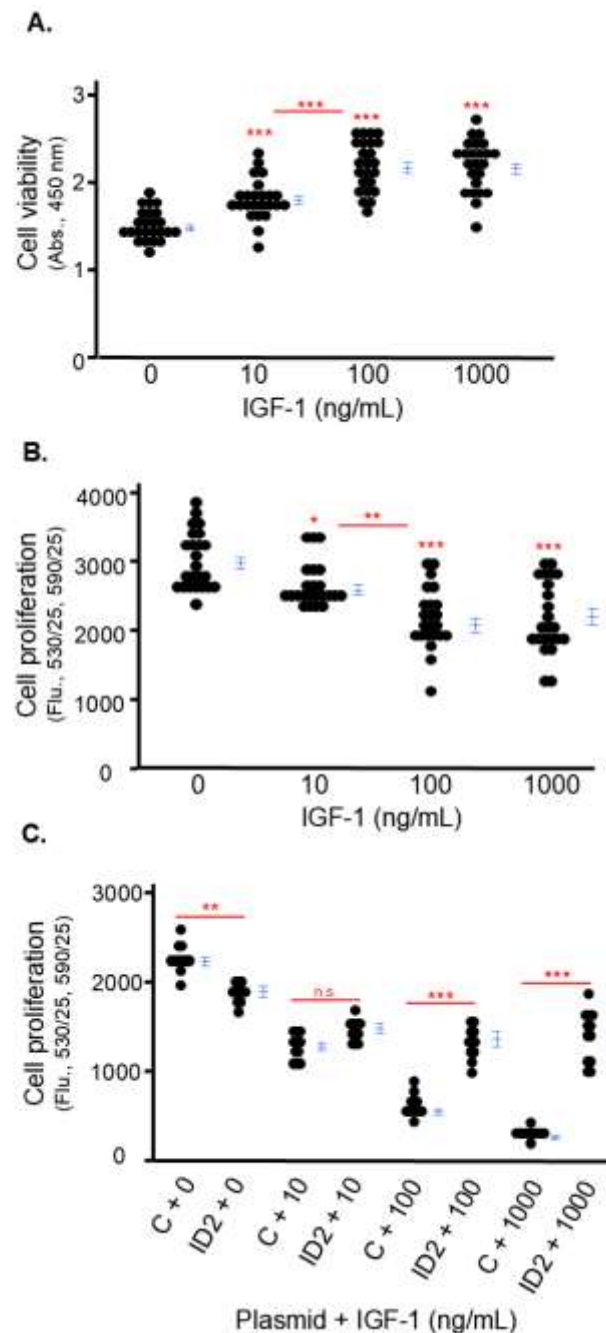 A.
3
2
1
0
Cell viability
(Abs., 450 nm)
***
***
***
***
0 10 100 1000
IGF-1 (ng/mL)
B.
4000
3000
2000
1000
0
Cell proliferation
(Flu., 530/25, 590/25)
*
**
***
***
0 10 100 1000
IGF-1 (ng/mL)
C.
3000
2000
1000
0
Cell proliferation
(Flu., 530/25, 590/25)
**
ns
***
***
C + 0
ID2 + 0
C + 10
ID2 + 10
C + 100
ID2 + 100
C + 1000
ID2 + 1000
Plasmid + IGF-1 (ng/mL)